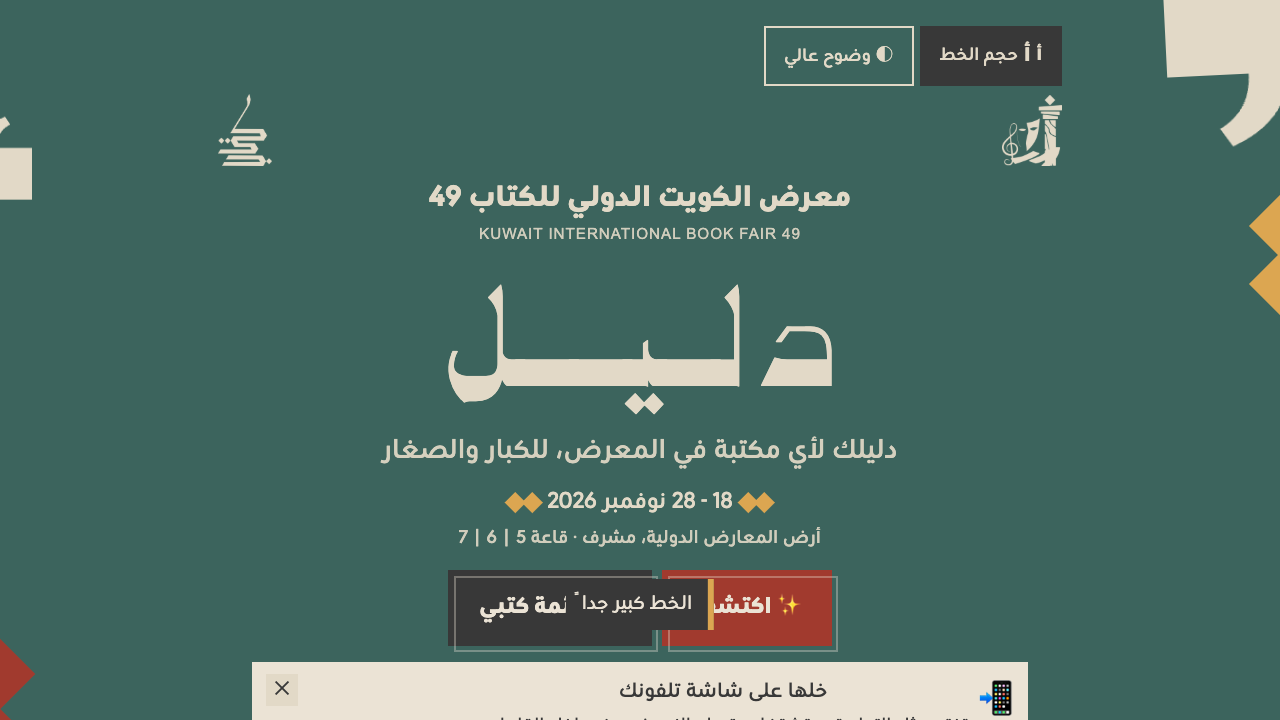 أ أ حجم الخط
وضوح عالي
معرض الكويت الدولي للكتاب 49
KUWAIT INTERNATIONAL BOOK FAIR 49
دليل
دليلك لأي مكتبة في المعرض، للكبار والصغار
18 - 28 نوفمبر 2026
أرض المعارض الدولية، مشرف · قاعة 5 | 6 | 7
الخط كبير جداً
كتبي
خلها على شاشة تلفونك